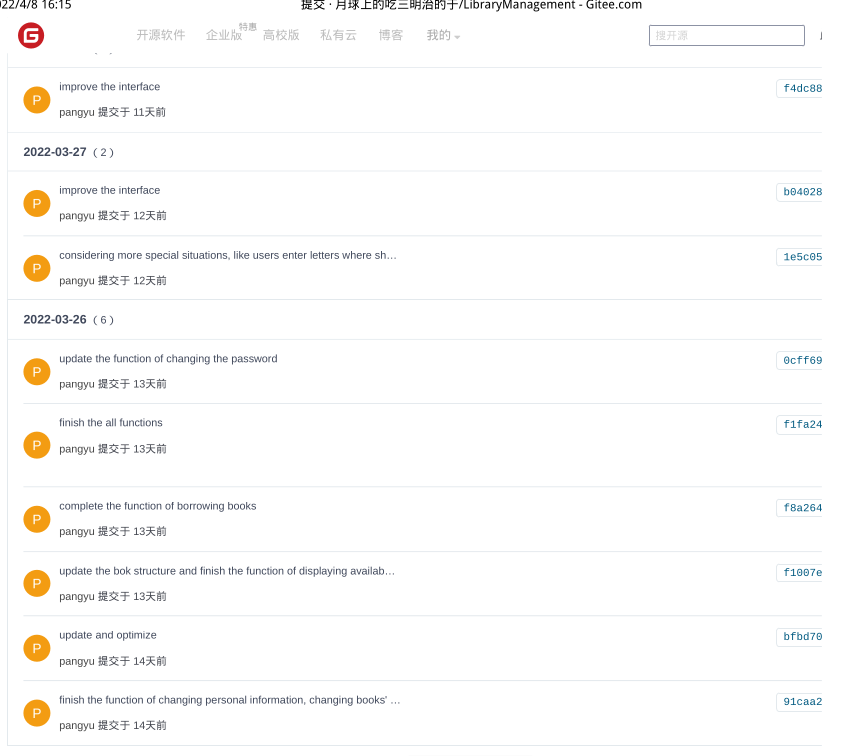 22/4/8 16:15
提交 · 月球上的吃三明治的于/LibraryManagement - Gitee.com
G 开源软件 企业版 特惠 高校版 私有云 博客 我的 搜开源
improve the interface f4dc88
P
pangyu 提交于 11天前
2022-03-27 ( 2 )
improve the interface b04028
P
pangyu 提交于 12天前
considering more special situations, like users enter letters where sh… 1e5c05
P
pangyu 提交于 12天前
2022-03-26 ( 6 )
update the function of changing the password 0cff69
P
pangyu 提交于 13天前
finish the all functions f1fa24
P
pangyu 提交于 13天前
complete the function of borrowing books f8a264
P
pangyu 提交于 13天前
update the bok structure and finish the function of displaying availab… f1007e
P
pangyu 提交于 13天前
update and optimize bfbd70
P
pangyu 提交于 14天前
finish the function of changing personal information, changing books' … 91caa2
P
pangyu 提交于 14天前